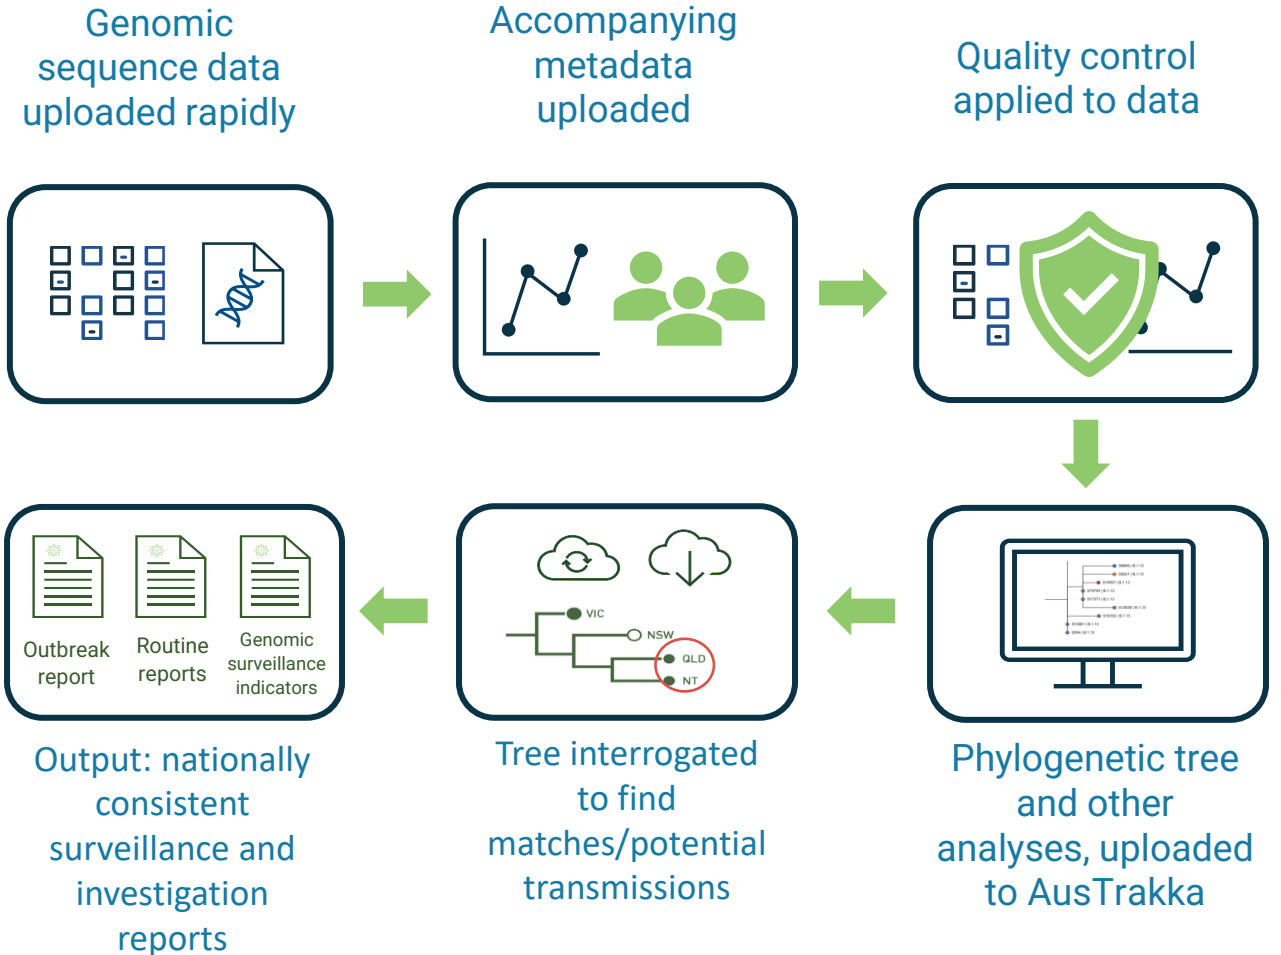 Genomic
sequence data
uploaded rapidly
Accompanying
metadata
uploaded
Quality control
applied to data
Outbreak
report
Routine
reports
Genomic
surveillance
indicators
VIC
NSW
QLD
NT
Output: nationally
consistent
surveillance and
investigation
reports
Tree interrogated
to find
matches/potential
transmissions
Phylogenetic tree
and other
analyses, uploaded
to AusTrakka